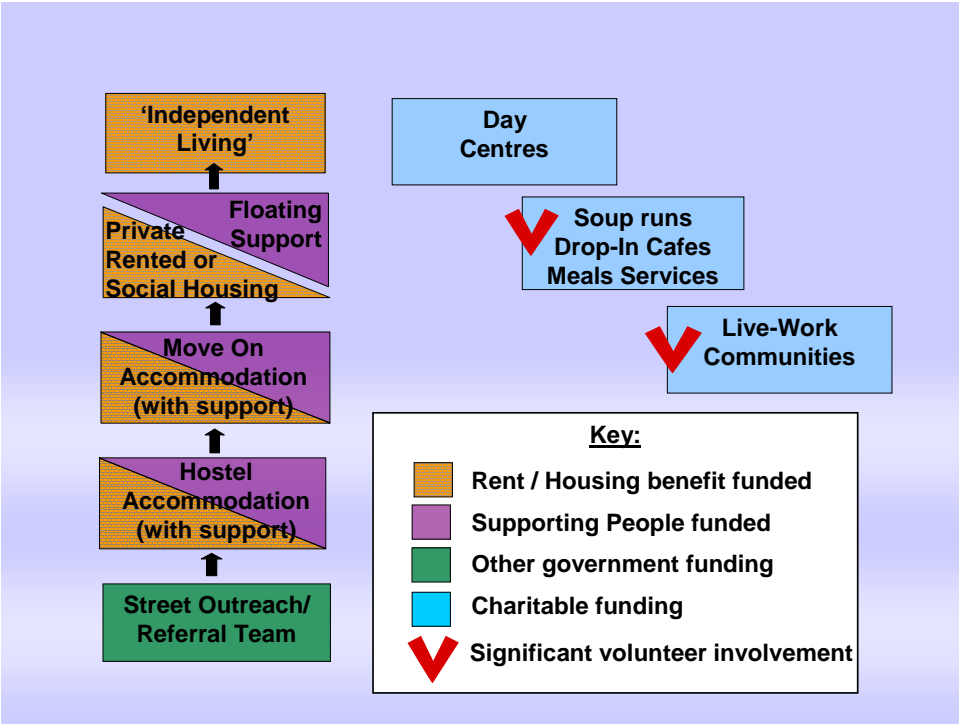 ‘Independent
Living’
Floating
Support
Private
Rented or
Social Housing
Move On
Accommodation
(with support)
Hostel
Accommodation
(with support)
Street Outreach/
Referral Team
Day
Centres
Soup runs
Drop-In Cafes
Meals Services
Live-Work
Communities
Key:
Rent / Housing benefit funded
Supporting People funded
Other government funding
Charitable funding
Significant volunteer involvement